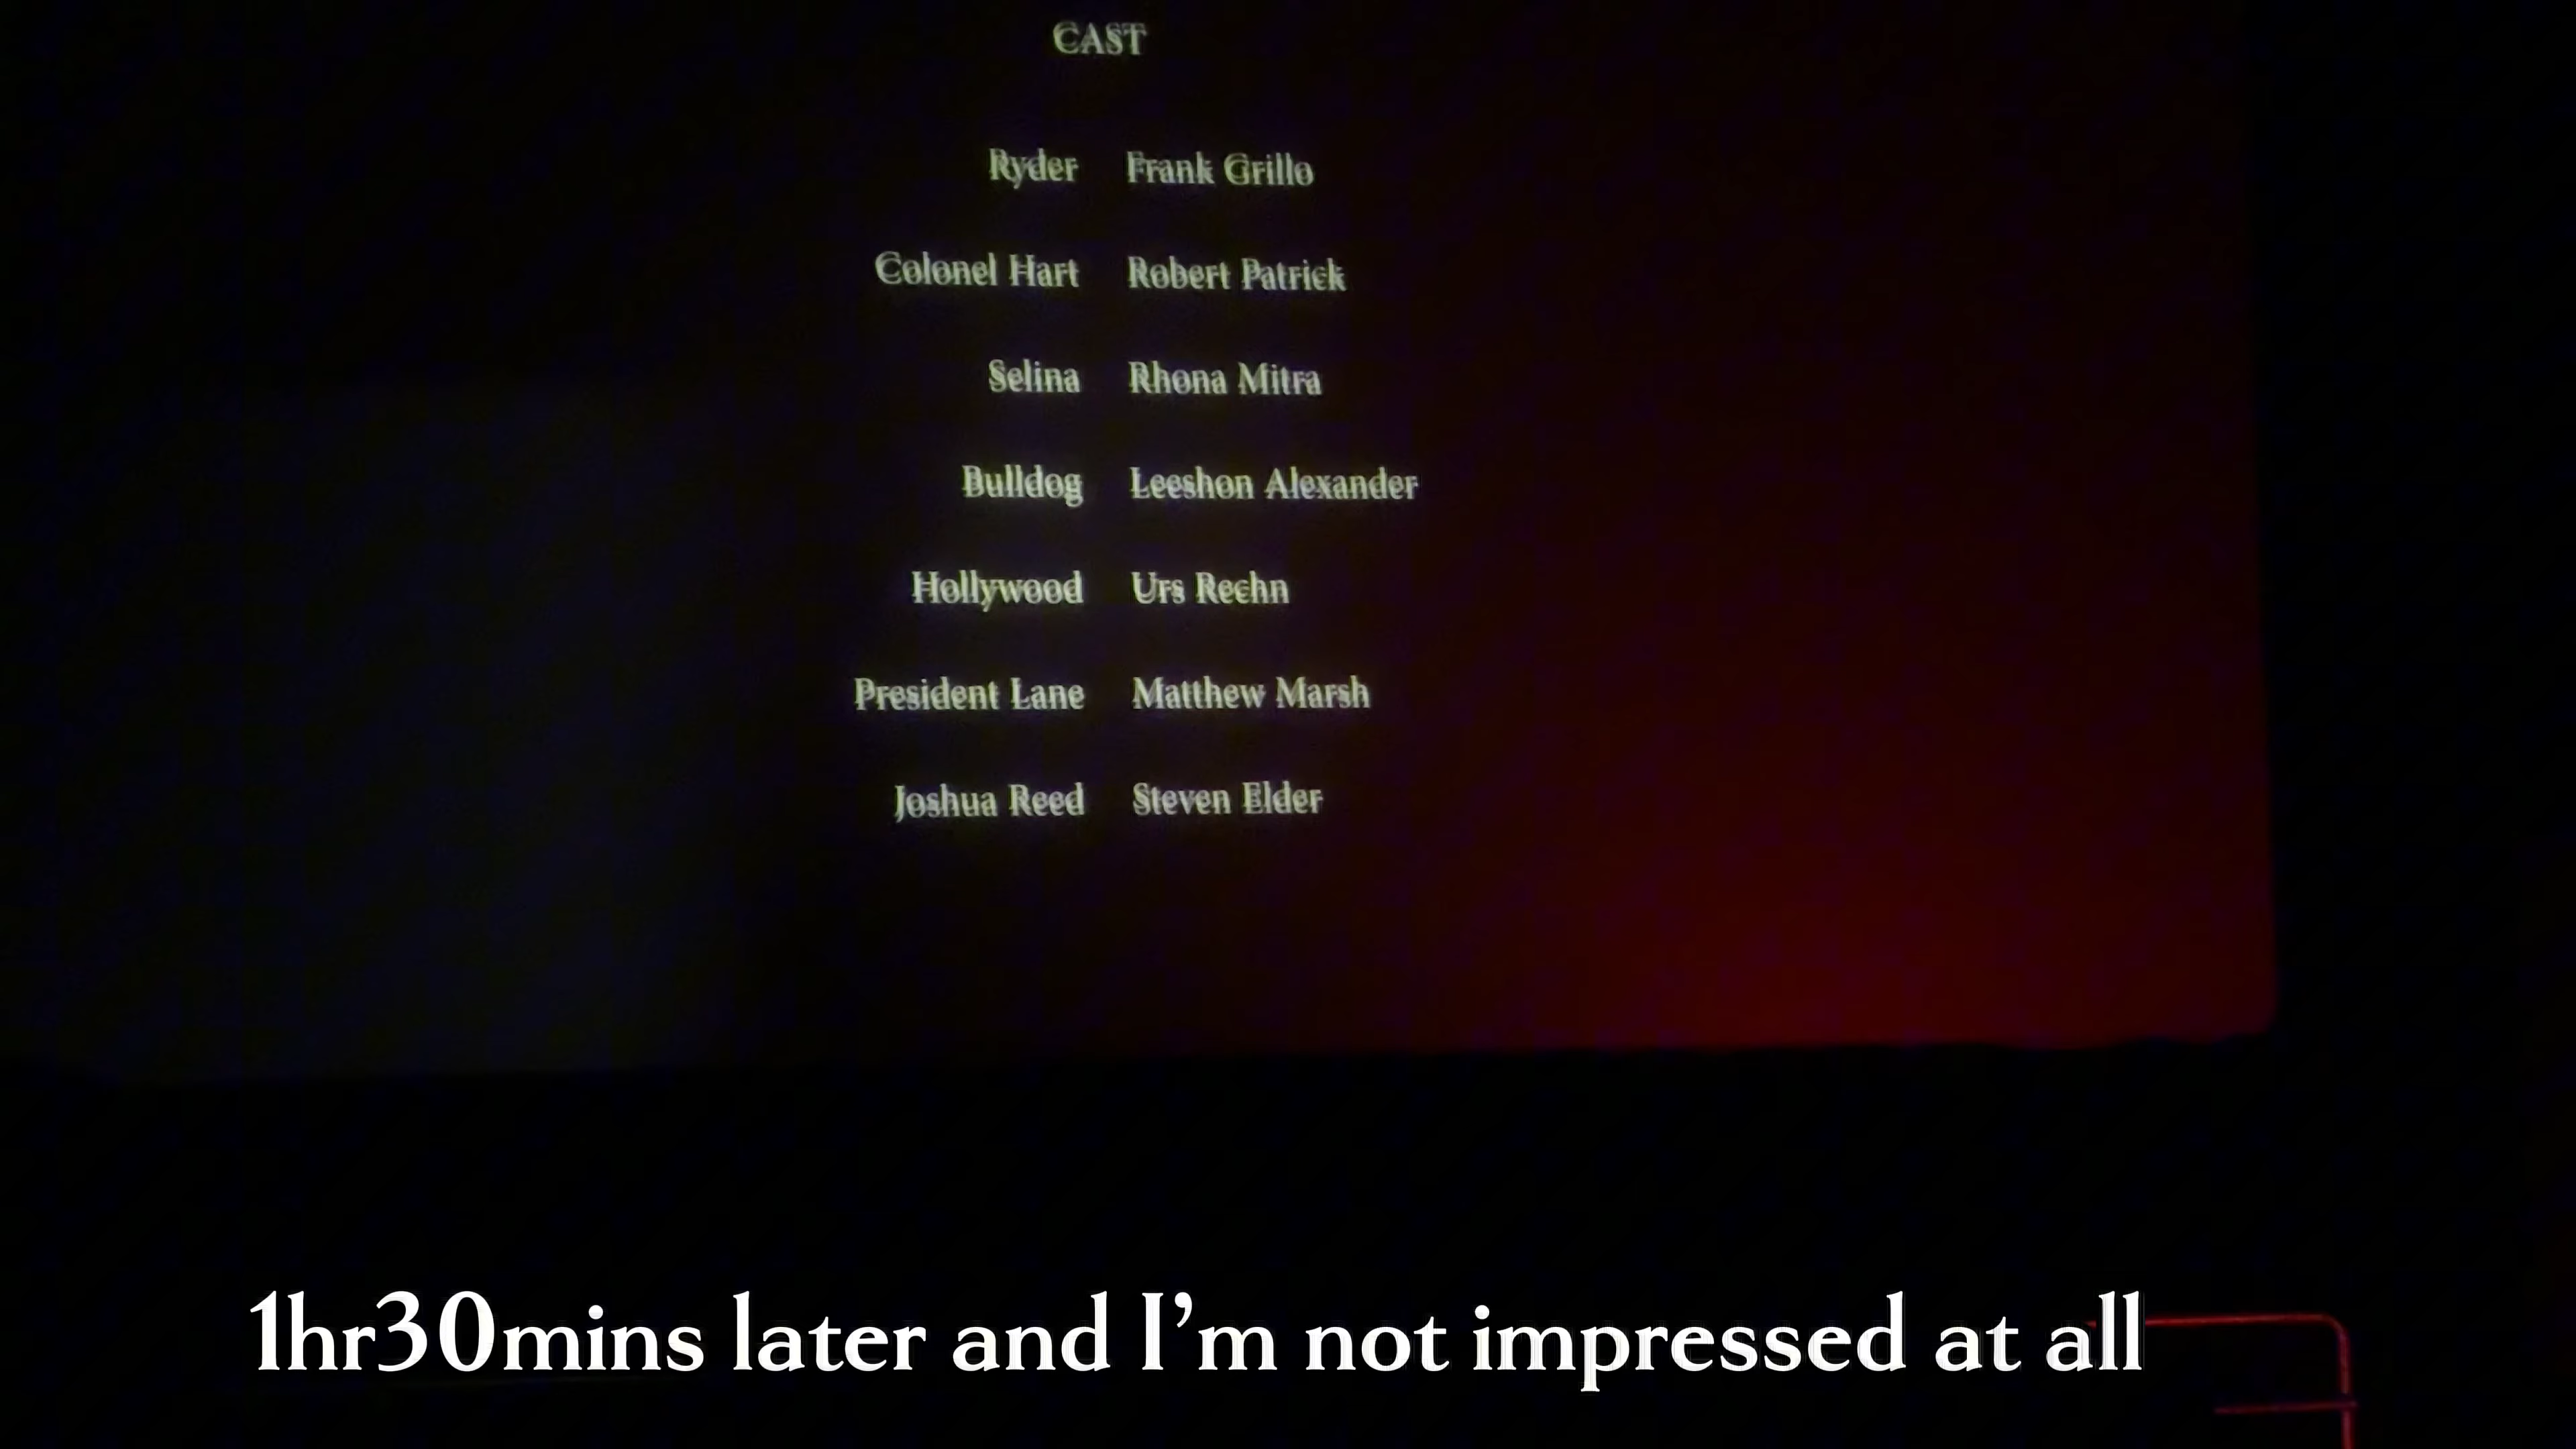 CAST
Ryder Frank Grillo
Colonel Hart Robert Patrick
Selina Rhona Mitra
Bulldog Leeshon Alexander
Hollywood Urs Rechn
President Lane Matthew Marsh
Joshua Reed Steven Elder
1hr30mins later and I'm not impressed at all